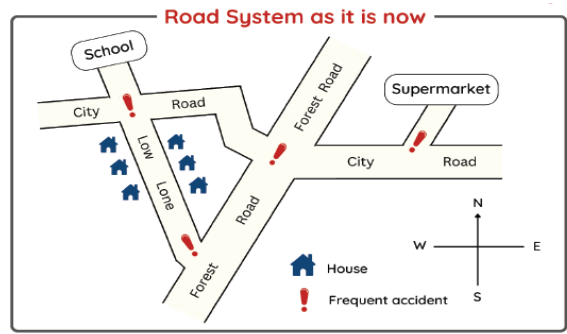 Road System as it is now
School
City Road
Low Lone
Forest Road
Supermarket
City Road
Forest Road
N
W E
S
House
Frequent accident